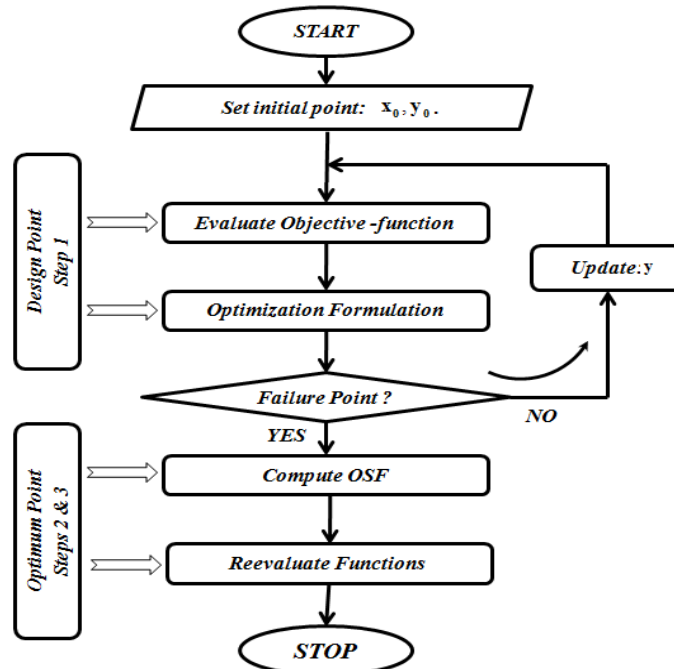 START
Set initial point: x₀, y₀ .
Design Point
Step 1
Evaluate Objective -function
Update: y
Optimization Formulation
Failure Point ?
NO
YES
Optimum Point
Steps 2 & 3
Compute OSF
Reevaluate Functions
STOP